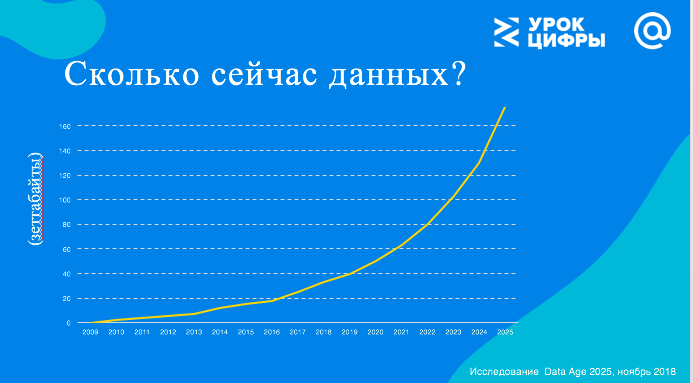 УРОК
ЦИФРЫ
@
Сколько сейчас данных?
(зеттабайты)
160
140
120
100
80
60
40
20
0
2009 2010 2011 2012 2013 2014 2015 2016 2017 2018 2019 2020 2021 2022 2023 2024 2025
Исследование Data Age 2025, ноябрь 2018